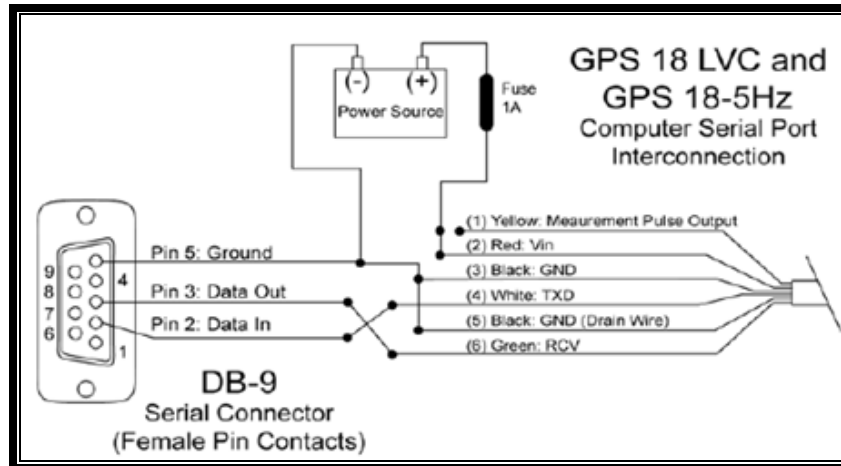 GPS 18 LVC and
GPS 18-5Hz
Computer Serial Port
Interconnection
(-) (+)
Power Source
Fuse
1A
(1) Yellow: Meaurement Pulse Output
(2) Red: Vin
(3) Black: GND
(4) White: TXD
(5) Black: GND (Drain Wire)
(6) Green: RCV
Pin 5: Ground
Pin 3: Data Out
Pin 2: Data In
9
8
7
6
4
1
DB-9
Serial Connector
(Female Pin Contacts)